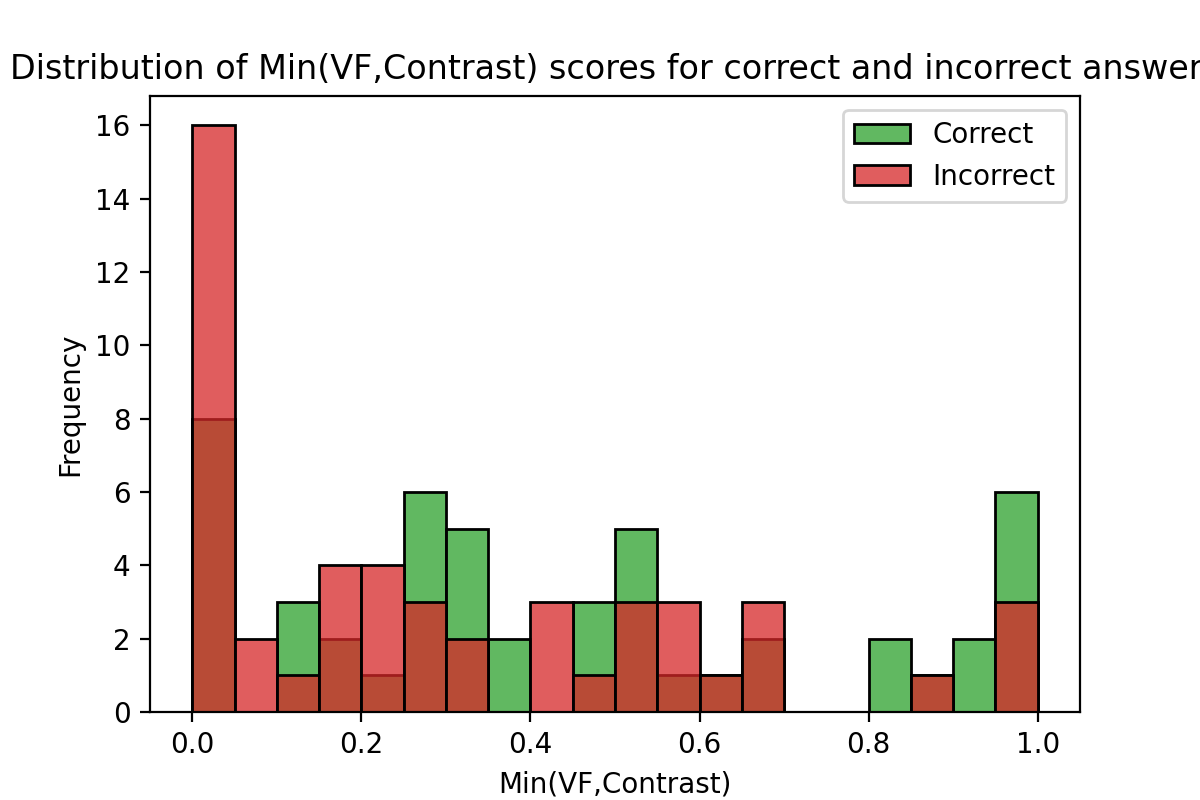 Distribution of Min(VF,Contrast) scores for correct and incorrect answer
Correct
Incorrect
Frequency
16
14
12
10
8
6
4
2
0
0.0 0.2 0.4 0.6 0.8 1.0
Min(VF,Contrast)